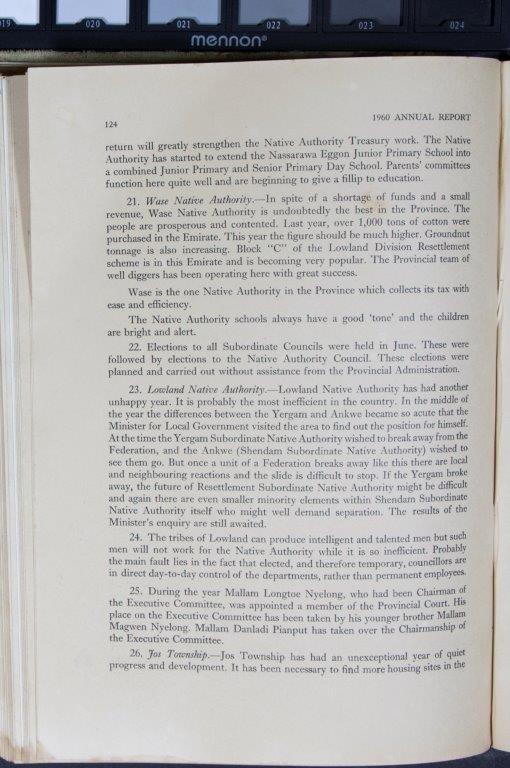 019 020 021 022 023 024
mennon®
124 1960 ANNUAL REPORT
return will greatly strengthen the Native Authority Treasury work. The Native
Authority has started to extend the Nassarawa Eggon Junior Primary School into
a combined Junior Primary and Senior Primary Day School. Parents' committees
function here quite well and are beginning to give a fillip to education.
21. Wase Native Authority.—In spite of a shortage of funds and a small
revenue, Wase Native Authority is undoubtedly the best in the Province. The
people are prosperous and contented. Last year, over 1,000 tons of cotton were
purchased in the Emirate. This year the figure should be much higher. Groundnut
tonnage is also increasing. Block "C" of the Lowland Division Resettlement
scheme is in this Emirate and is becoming very popular. The Provincial team of
well diggers has been operating here with great success.
Wase is the one Native Authority in the Province which collects its tax with
ease and efficiency.
The Native Authority schools always have a good 'tone' and the children
are bright and alert.
22. Elections to all Subordinate Councils were held in June. These were
followed by elections to the Native Authority Council. These elections were
planned and carried out without assistance from the Provincial Administration.
23. Lowland Native Authority.—Lowland Native Authority has had another
unhappy year. It is probably the most inefficient in the country. In the middle of
the year the differences between the Yergam and Ankwe became so acute that the
Minister for Local Government visited the area to find out the position for himself.
At the time the Yergam Subordinate Native Authority wished to break away from the
Federation, and the Ankwe (Shendam Subordinate Native Authority) wished to
see them go. But once a unit of a Federation breaks away like this there are local
and neighbouring reactions and the slide is difficult to stop. If the Yergam broke
away, the future of Resettlement Subordinate Native Authority might be difficult
and again there are even smaller minority elements within Shendam Subordinate
Native Authority itself who might well demand separation. The results of the
Minister's enquiry are still awaited.
24. The tribes of Lowland can produce intelligent and talented men but such
men will not work for the Native Authority while it is so inefficient. Probably
the main fault lies in the fact that elected, and therefore temporary, councillors are
in direct day-to-day control of the departments, rather than permanent employees.
25. During the year Mallam Longtoe Nyelong, who had been Chairman of
the Executive Committee, was appointed a member of the Provincial Court. His
place on the Executive Committee has been taken by his younger brother Mallam
Magwen Nyelong. Mallam Danladi Pianput has taken over the Chairmanship of
the Executive Committee.
26. Jos Township.—Jos Township has had an unexceptional year of quiet
progress and development. It has been necessary to find more housing sites in the